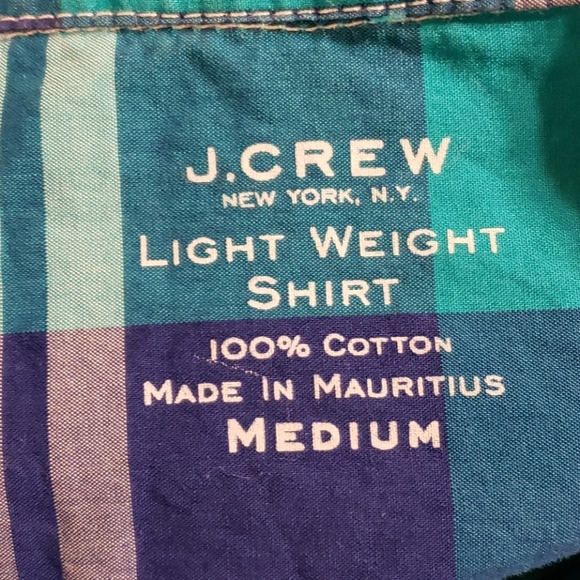 J.CREW
NEW YORK, N.Y.
LIGHT WEIGHT
SHIRT
100% COTTON
MADE IN MAURITIUS
MEDIUM